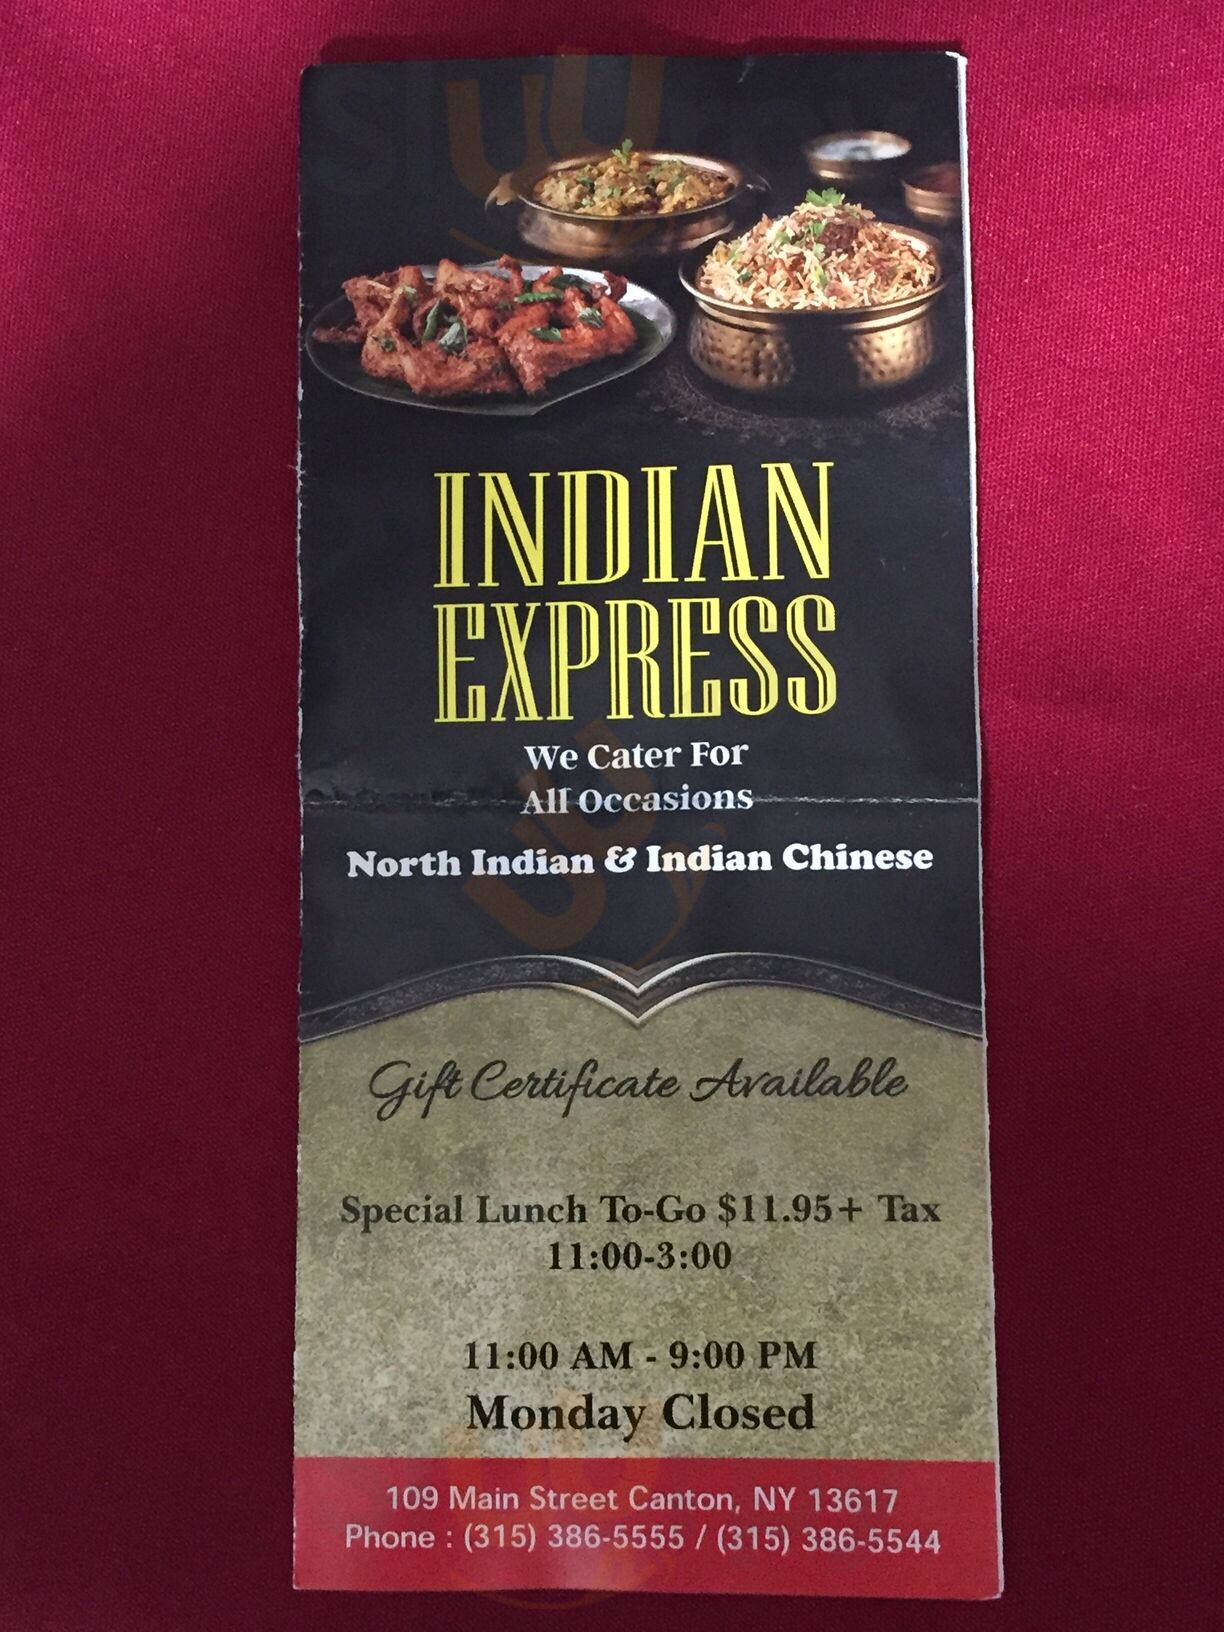 INDIAN
EXPRESS
We Cater For
All Occasions
North Indian & Indian Chinese
Gift Certificate Available
Special Lunch To-Go $11.95+ Tax
11:00-3:00
11:00 AM - 9:00 PM
Monday Closed
109 Main Street Canton, NY 13617
Phone : (315) 386-5555 / (315) 386-5544